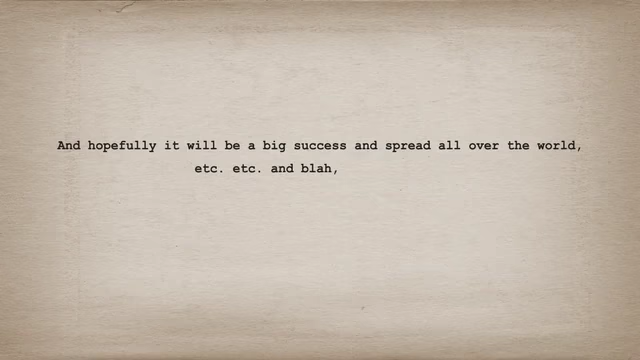 And hopefully it will be a big success and spread all over the world,
etc. etc. and blah,